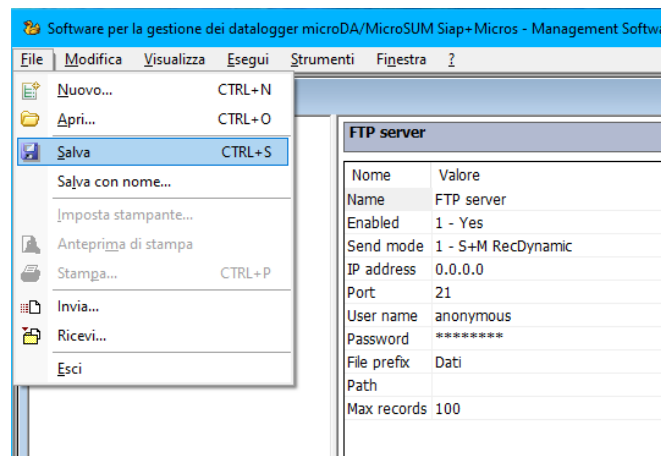 Software per la gestione dei datalogger microDA/MicroSUM Siap+Micros - Management Softwa
File Modifica Visualizza Esegui Strumenti Finestra ?
Nuovo... CTRL+N
Apri... CTRL+O
Salva CTRL+S
Salva con nome...
Imposta stampante...
Anteprima di stampa
Stampa... CTRL+P
Invia...
Ricevi...
Esci
FTP server
Nome Valore
Name FTP server
Enabled 1 - Yes
Send mode 1 - S+M RecDynamic
IP address 0.0.0.0
Port 21
User name anonymous
Password ********
File prefix Dati
Path
Max records 100